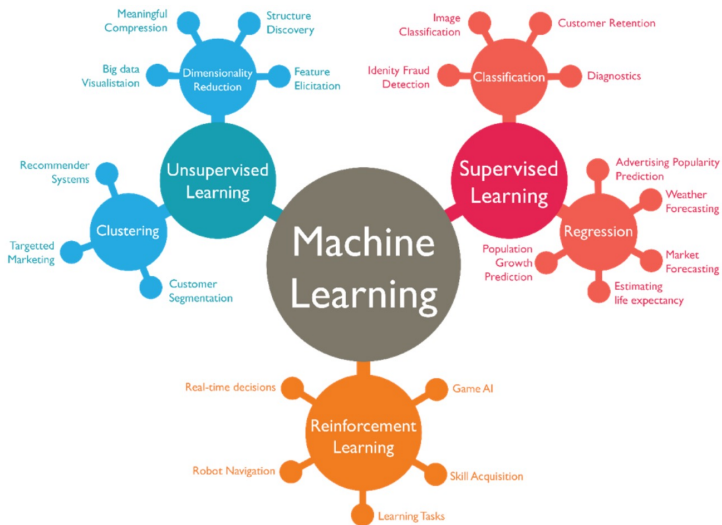 Meaningful
Compression
Structure
Discovery
Big data
Visualistaion
Dimensionality
Reduction
Feature
Elicitation
Image
Classification
Customer Retention
Idenity Fraud
Detection
Classification
Diagnostics
Unsupervised
Learning
Supervised
Learning
Recommender
Systems
Clustering
Targetted
Marketing
Customer
Segmentation
Machine
Learning
Advertising Popularity
Prediction
Weather
Forecasting
Regression
Population
Growth
Prediction
Market
Forecasting
Estimating
life expectancy
Real-time decisions
Game AI
Reinforcement
Learning
Robot Navigation
Skill Acquisition
Learning Tasks